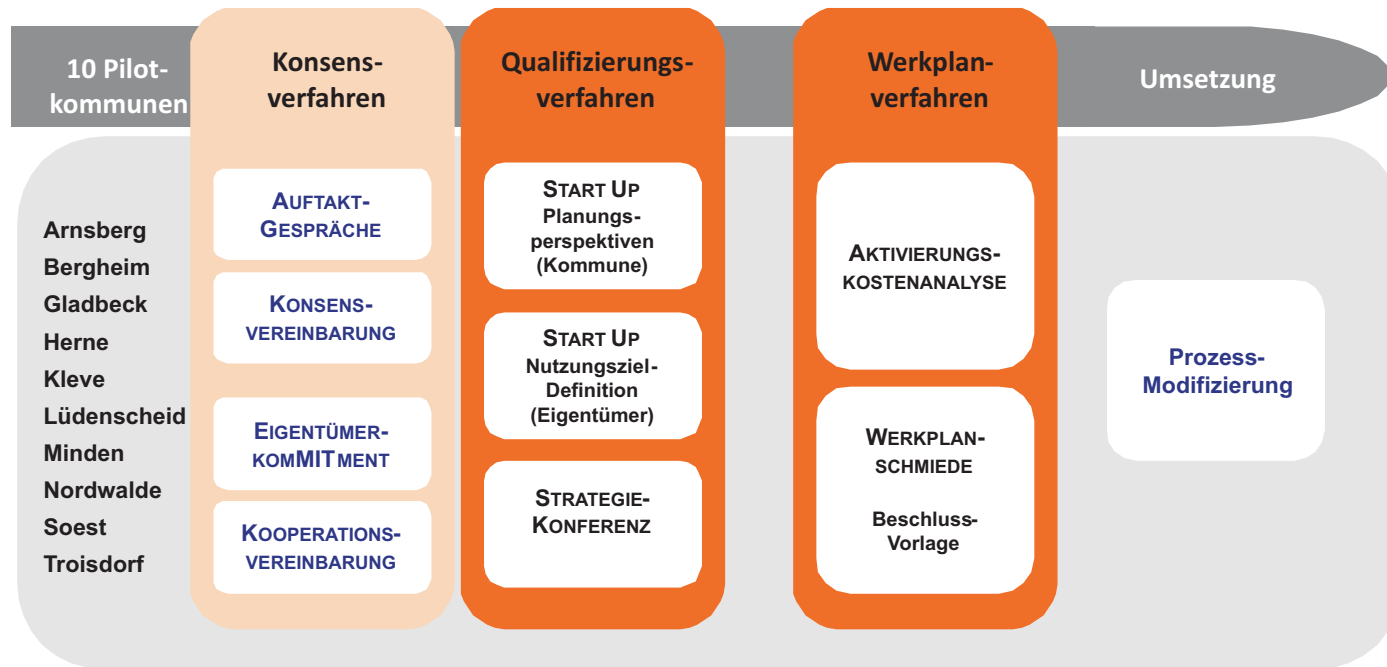 10 Pilot-
kommunen
Konsens-
verfahren
Qualifizierungs-
verfahren
Werkplan-
verfahren
Umsetzung
Arnsberg
Bergheim
Gladbeck
Herne
Kleve
Lüdenscheid
Minden
Nordwalde
Soest
Troisdorf
AUFTAKT-
GESPRÄCHE
KONSENS-
VEREINBARUNG
EIGENTÜMER-
KOMMITMENT
KOOPERATIONS-
VEREINBARUNG
START UP
Planungs-
perspektiven
(Kommune)
START UP
Nutzungsziel-
Definition
(Eigentümer)
STRATEGIE-
KONFERENZ
AKTIVIERUNGS-
KOSTENANALYSE
WERKPLAN-
SCHMIEDE
Beschluss-
Vorlage
Prozess-
Modifizierung